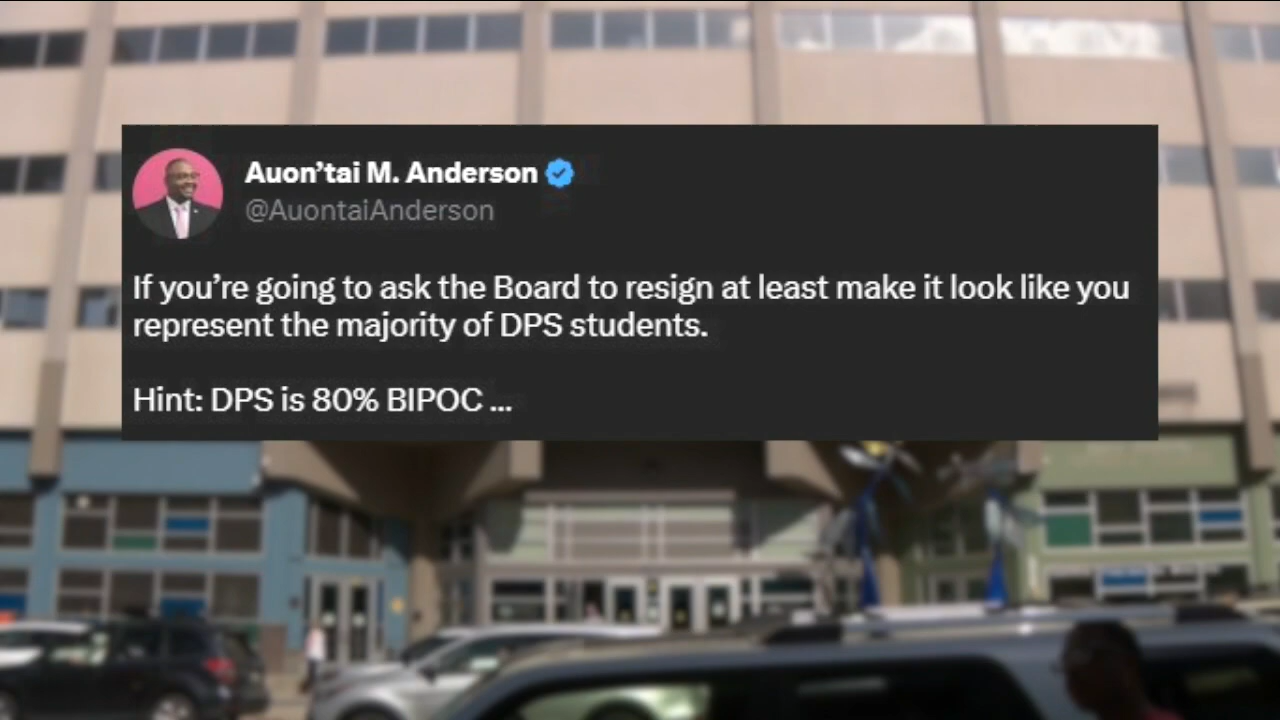 Auon’tai M. Anderson
@AuontaiAnderson
If you’re going to ask the Board to resign at least make it look like you
represent the majority of DPS students.
Hint: DPS is 80% BIPOC ...